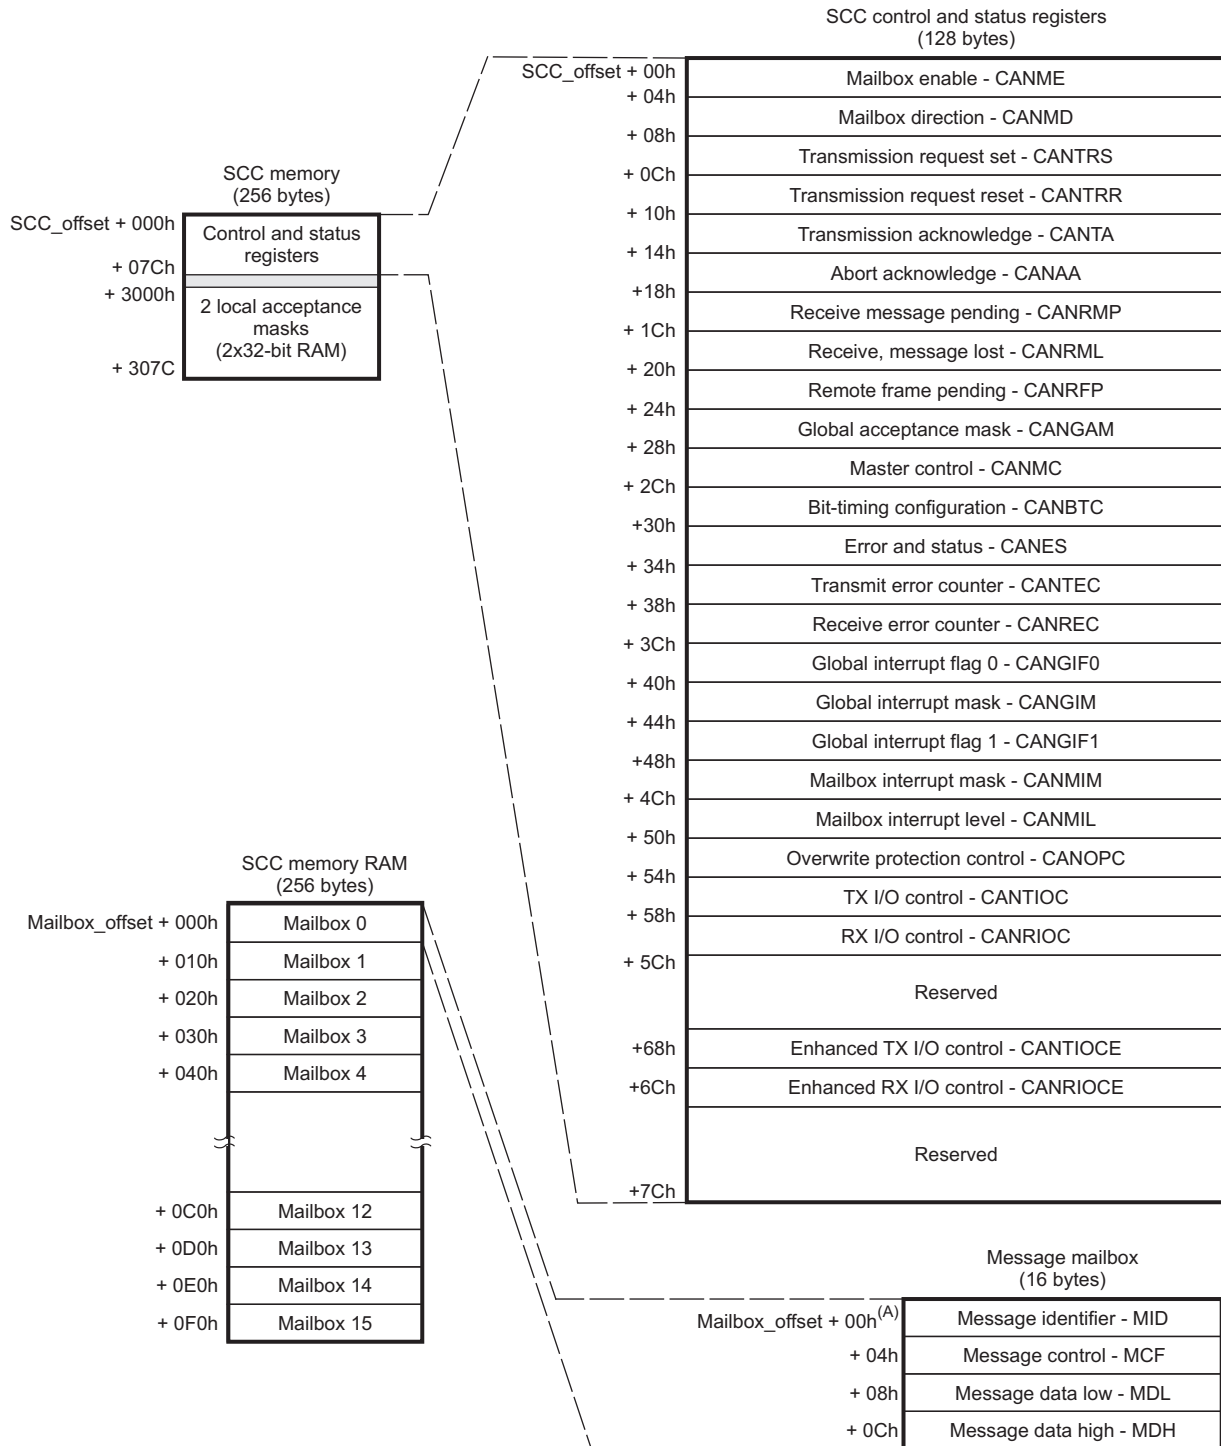 SCC control and status registers
(128 bytes)
SCC_offset + 00h
Mailbox enable - CANME
+ 04h
Mailbox direction - CANMD
+ 08h
Transmission request set - CANTRS
+ 0Ch
Transmission request reset - CANTRR
+ 10h
Transmission acknowledge - CANTA
+ 14h
Abort acknowledge - CANAA
+18h
Receive message pending - CANRMP
+ 1Ch
Receive, message lost - CANRML
+ 20h
Remote frame pending - CANRFP
+ 24h
Global acceptance mask - CANGAM
+ 28h
Master control - CANMC
+ 2Ch
Bit-timing configuration - CANBTC
+30h
Error and status - CANES
+ 34h
Transmit error counter - CANTEC
+ 38h
Receive error counter - CANREC
+ 3Ch
Global interrupt flag 0 - CANGIF0
+ 40h
Global interrupt mask - CANGIM
+ 44h
Global interrupt flag 1 - CANGIF1
+48h
Mailbox interrupt mask - CANMIM
+ 4Ch
Mailbox interrupt level - CANMIL
+ 50h
Overwrite protection control - CANOPC
+ 54h
TX I/O control - CANTIOC
+ 58h
RX I/O control - CANRIOC
+ 5Ch
Reserved
+68h
Enhanced TX I/O control - CANTIOCE
+6Ch
Enhanced RX I/O control - CANRIOCE
Reserved
+7Ch
SCC memory
(256 bytes)
SCC_offset + 000h
Control and status
registers
+ 07Ch
+ 3000h
2 local acceptance
masks
(2x32-bit RAM)
+ 307C
SCC memory RAM
(256 bytes)
Mailbox_offset + 000h
Mailbox 0
+ 010h
Mailbox 1
+ 020h
Mailbox 2
+ 030h
Mailbox 3
+ 040h
Mailbox 4
+ 0C0h
Mailbox 12
+ 0D0h
Mailbox 13
+ 0E0h
Mailbox 14
+ 0F0h
Mailbox 15
Message mailbox
(16 bytes)
Mailbox_offset + 00h(A)
Message identifier - MID
+ 04h
Message control - MCF
+ 08h
Message data low - MDL
+ 0Ch
Message data high - MDH